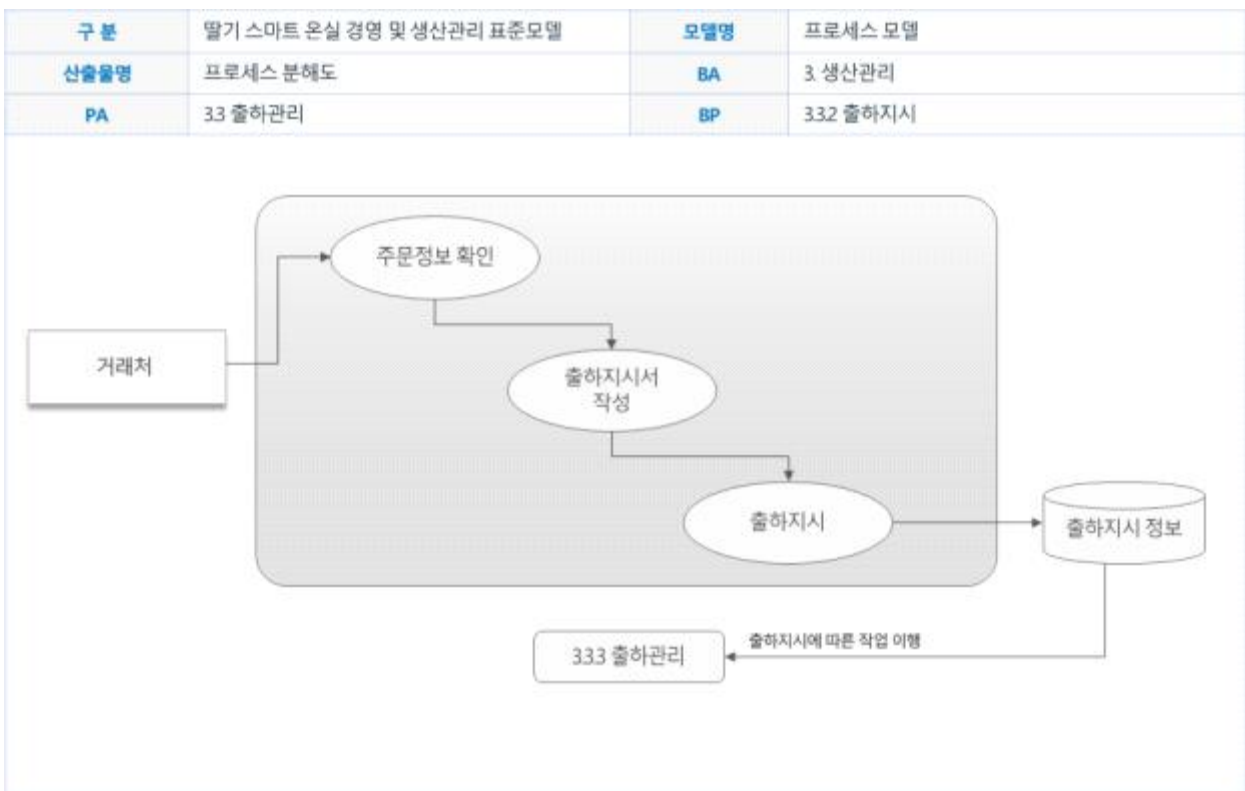 구 분 딸기 스마트 온실 경영 및 생산관리 표준모델 모델명 프로세스 모델
산출물명 프로세스 분해도 BA 3. 생산관리
PA 3.3 출하관리 BP 3.3.2 출하지시
주문정보 확인
거래처
출하지시서
작성
출하지시
출하지시 정보
출하지시에 따른 작업 이행
3.3.3 출하관리